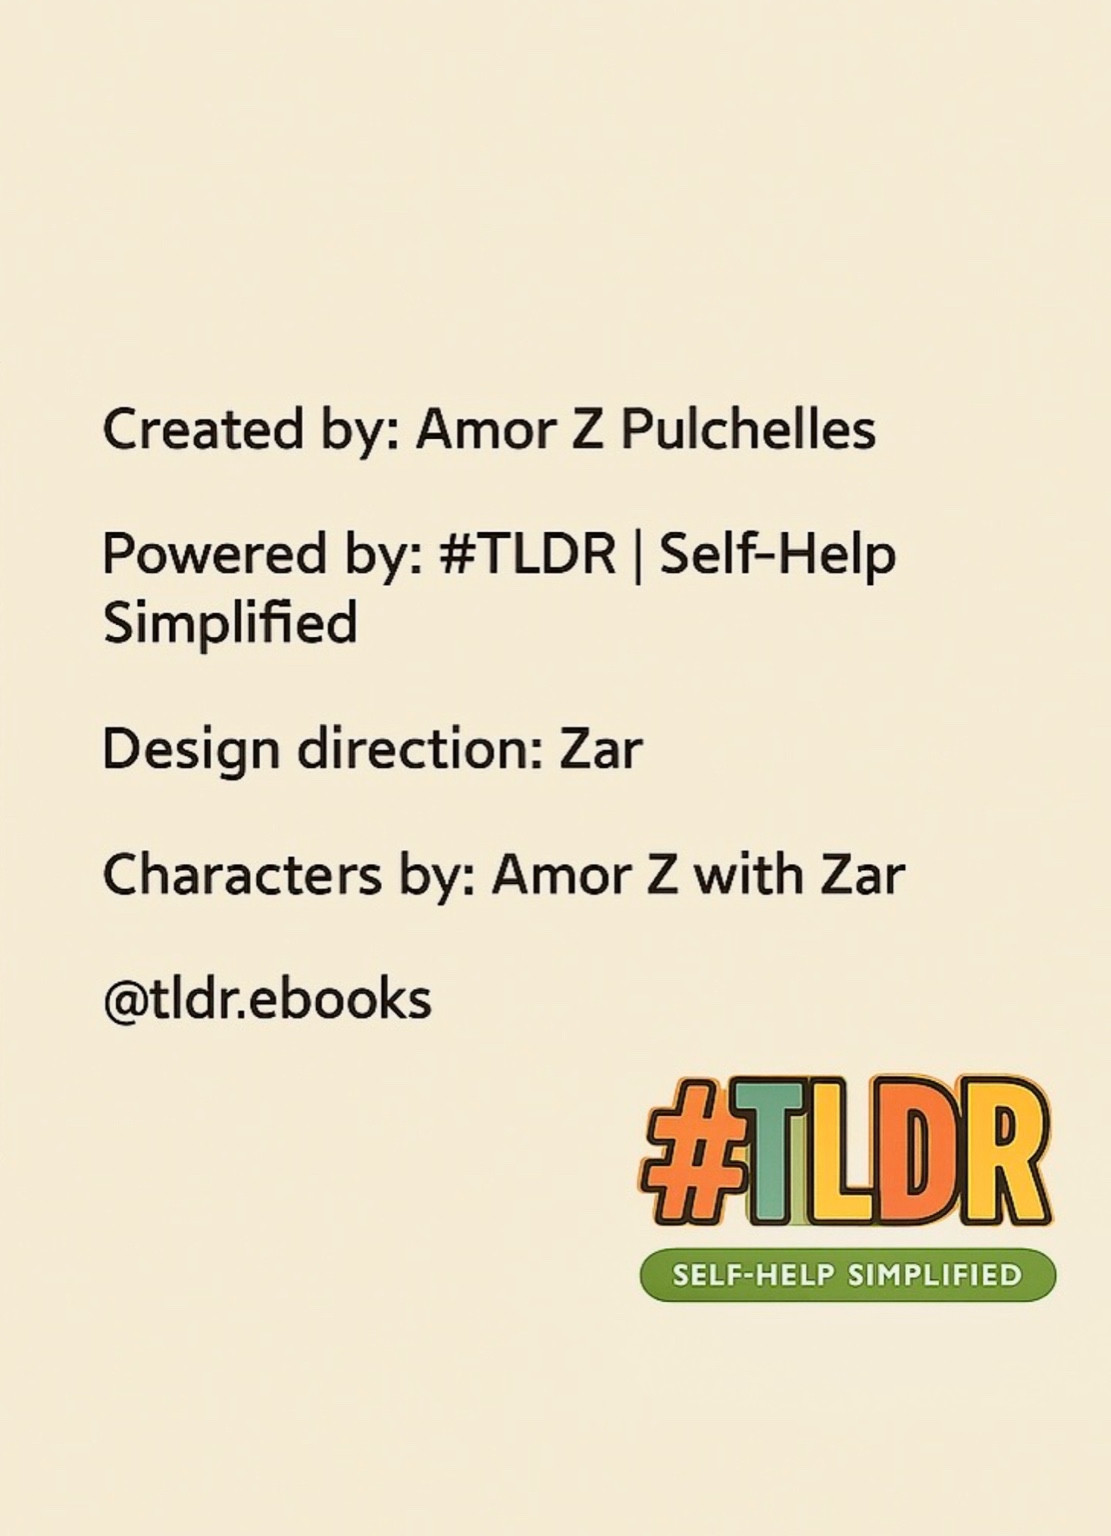 Created by: Amor Z Pulchelles
Powered by: #TLDR | Self-Help
Simplified
Design direction: Zar
Characters by: Amor Z with Zar
@tldr.ebooks
#TLDR
SELF-HELP SIMPLIFIED